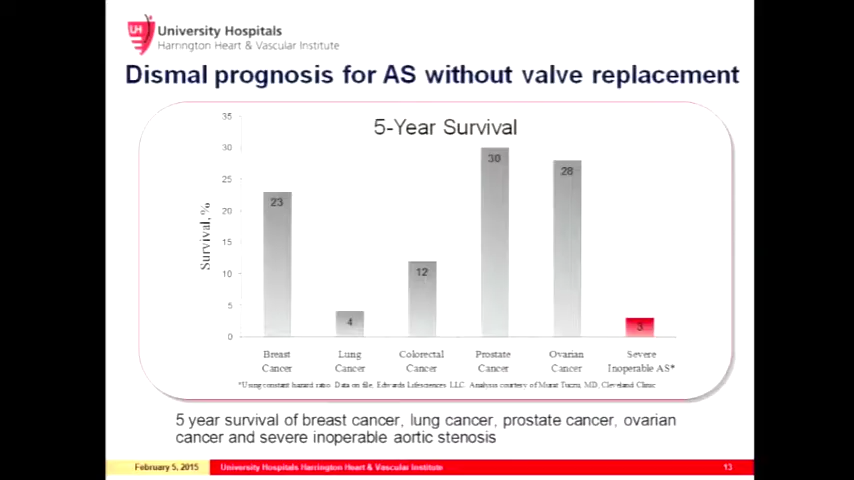 UH
University Hospitals
Harrington Heart & Vascular Institute
Dismal prognosis for AS without valve replacement
5-Year Survival
Survival, %
35
30
25
20
15
10
5
0
23
4
12
30
28
3
Breast Cancer
Lung Cancer
Colorectal Cancer
Prostate Cancer
Ovarian Cancer
Severe Inoperable AS*
*Using constant hazard ratio. Data on file, Edwards Lifesciences LLC. Analysis courtesy of Murat Tuzcu, MD, Cleveland Clinic
5 year survival of breast cancer, lung cancer, prostate cancer, ovarian
cancer and severe inoperable aortic stenosis
February 5, 2015
University Hospitals Harrington Heart & Vascular Institute
13